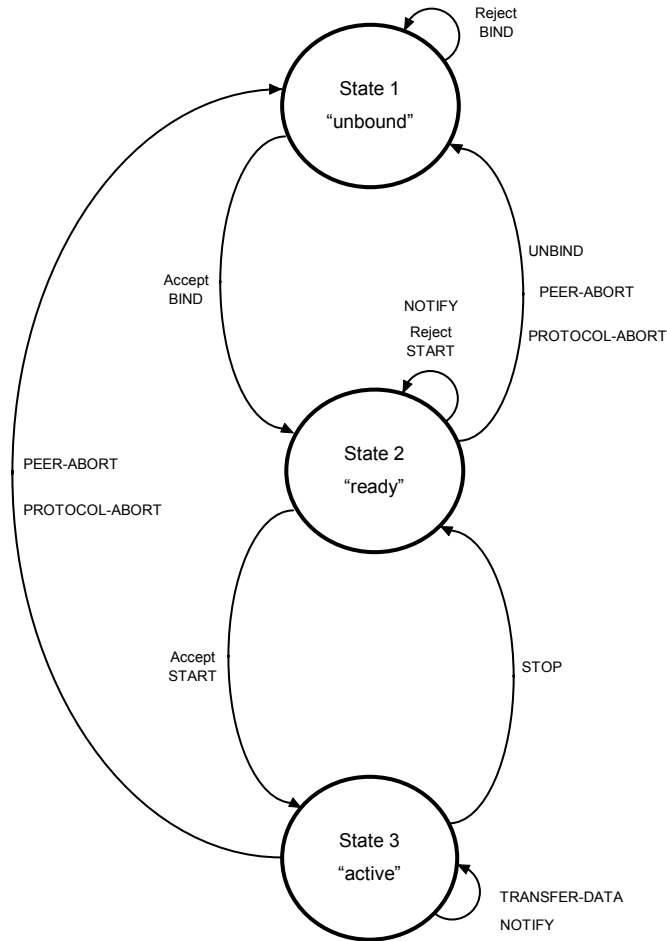 Reject
BIND
State 1
“unbound”
Accept
BIND
UNBIND
PEER-ABORT
PROTOCOL-ABORT
NOTIFY
Reject
START
State 2
“ready”
PEER-ABORT
PROTOCOL-ABORT
Accept
START
STOP
State 3
“active”
TRANSFER-DATA
NOTIFY